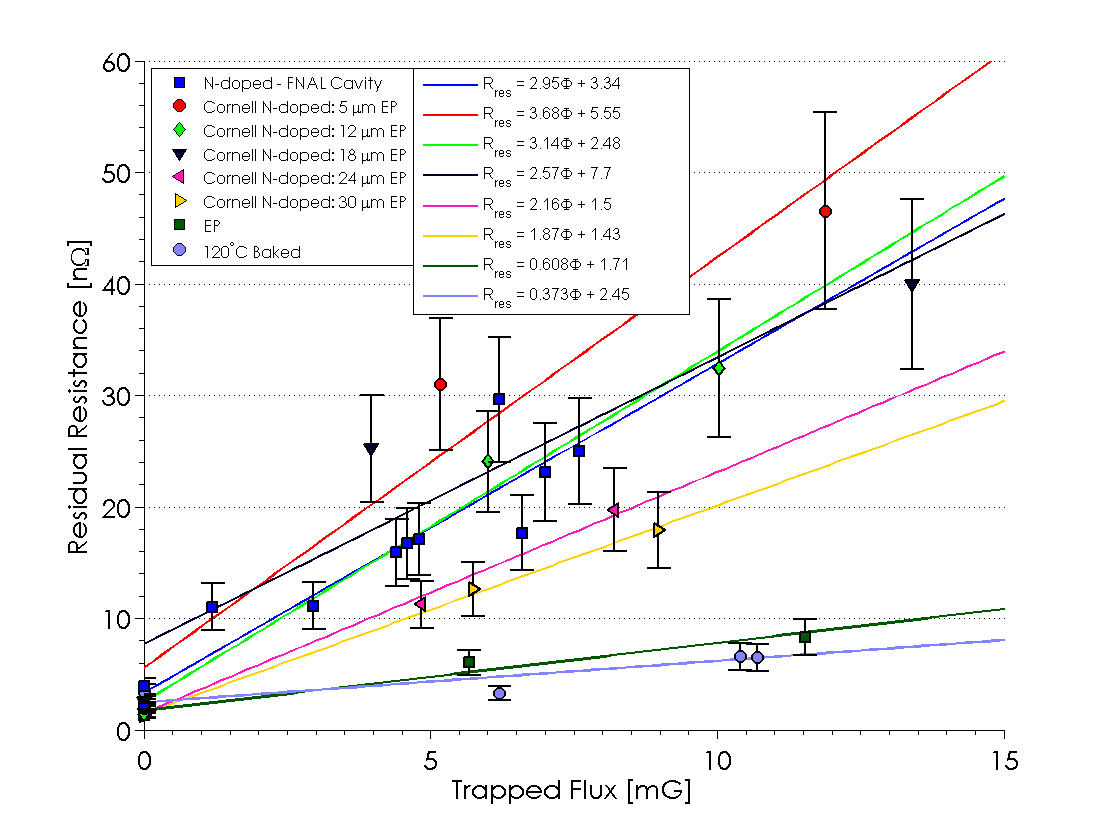 60
50
40
30
20
10
0
Residual Resistance [nΩ]
N-doped - FNAL Cavity
Cornell N-doped: 5 μm EP
Cornell N-doped: 12 μm EP
Cornell N-doped: 18 μm EP
Cornell N-doped: 24 μm EP
Cornell N-doped: 30 μm EP
EP
120°C Baked
Rres = 2.95Φ + 3.34
Rres = 3.68Φ + 5.55
Rres = 3.14Φ + 2.48
Rres = 2.57Φ + 7.7
Rres = 2.16Φ + 1.5
Rres = 1.87Φ + 1.43
Rres = 0.608Φ + 1.71
Rres = 0.373Φ + 2.45
0 5 10 15
Trapped Flux [mG]